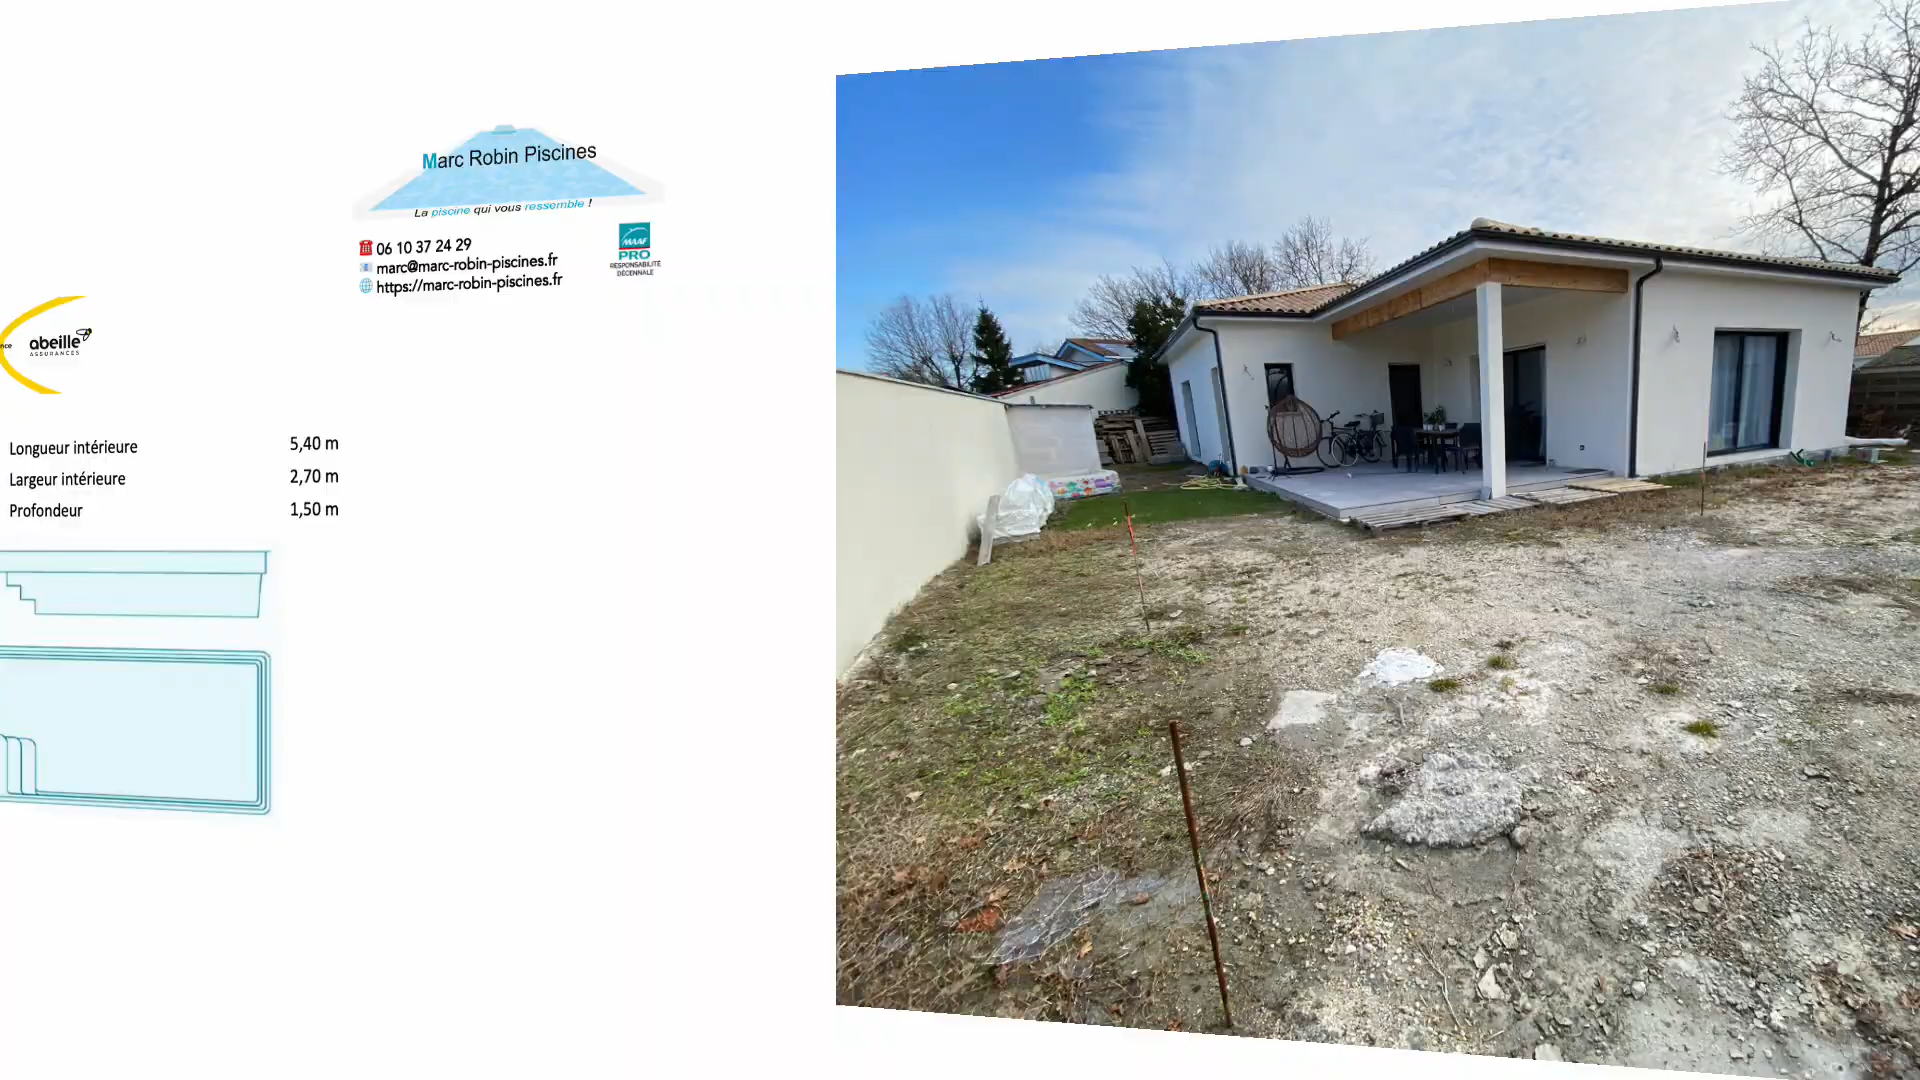 Marc Robin Piscines
La piscine qui vous ressemble !
06 10 37 24 29
marc@marc-robin-piscines.fr
https://marc-robin-piscines.fr
MAAF
PRO
RESPONSABILITÉ
DÉCENNALE
nce
abeille
ASSURANCES
Longueur intérieure 5,40 m
Largeur intérieure 2,70 m
Profondeur 1,50 m